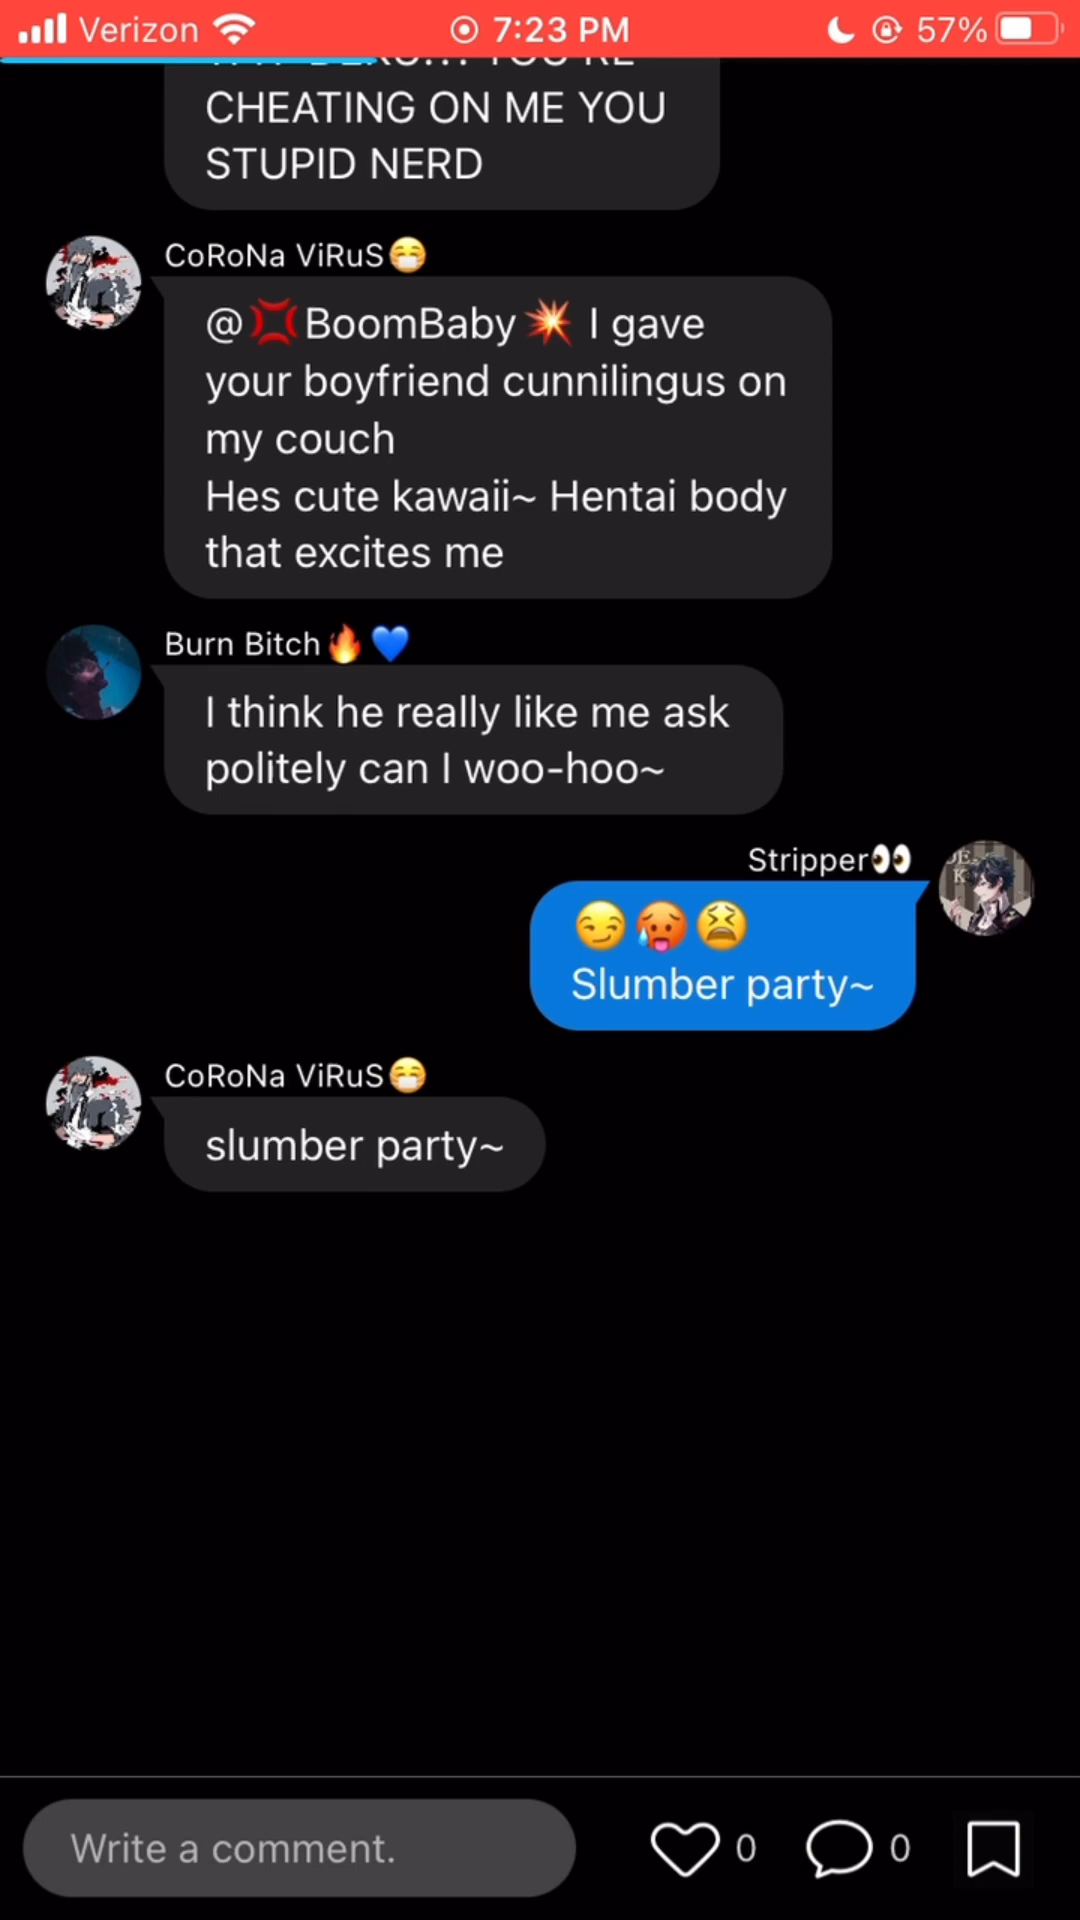 Verizon 7:23 PM 57%
CHEATING ON ME YOU
STUPID NERD
CoRoNa ViRuS😷
@💢BoomBaby💥 I gave
your boyfriend cunnilingus on
my couch
Hes cute kawaii~ Hentai body
that excites me
Burn Bitch🔥💙
I think he really like me ask
politely can I woo-hoo~
Stripper👀
😏🥵😫
Slumber party~
CoRoNa ViRuS😷
slumber party~
Write a comment. 0 0